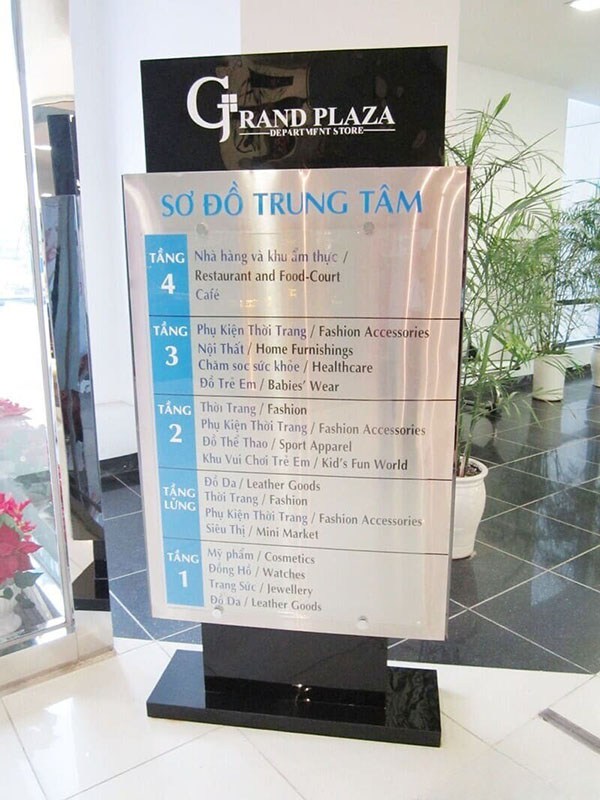 GRAND PLAZA
DEPARTMENT STORE
SƠ ĐỒ TRUNG TÂM
TẦNG 4
Nhà hàng và khu ẩm thực /
Restaurant and Food-Court
Café
TẦNG 3
Phụ Kiện Thời Trang / Fashion Accessories
Nội Thất / Home Furnishings
Chăm soc sức khỏe / Healthcare
Đồ Trẻ Em / Babies' Wear
TẦNG 2
Thời Trang / Fashion
Phụ Kiện Thời Trang / Fashion Accessories
Đồ Thể Thao / Sport Apparel
Khu Vui Chơi Trẻ Em / Kid's Fun World
TẦNG LỬNG
Đồ Da / Leather Goods
Thời Trang / Fashion
Phụ Kiện Thời Trang / Fashion Accessories
Siêu Thị / Mini Market
TẦNG 1
Mỹ phẩm / Cosmetics
Đồng Hồ / Watches
Trang Sức / Jewellery
Đồ Da / Leather Goods